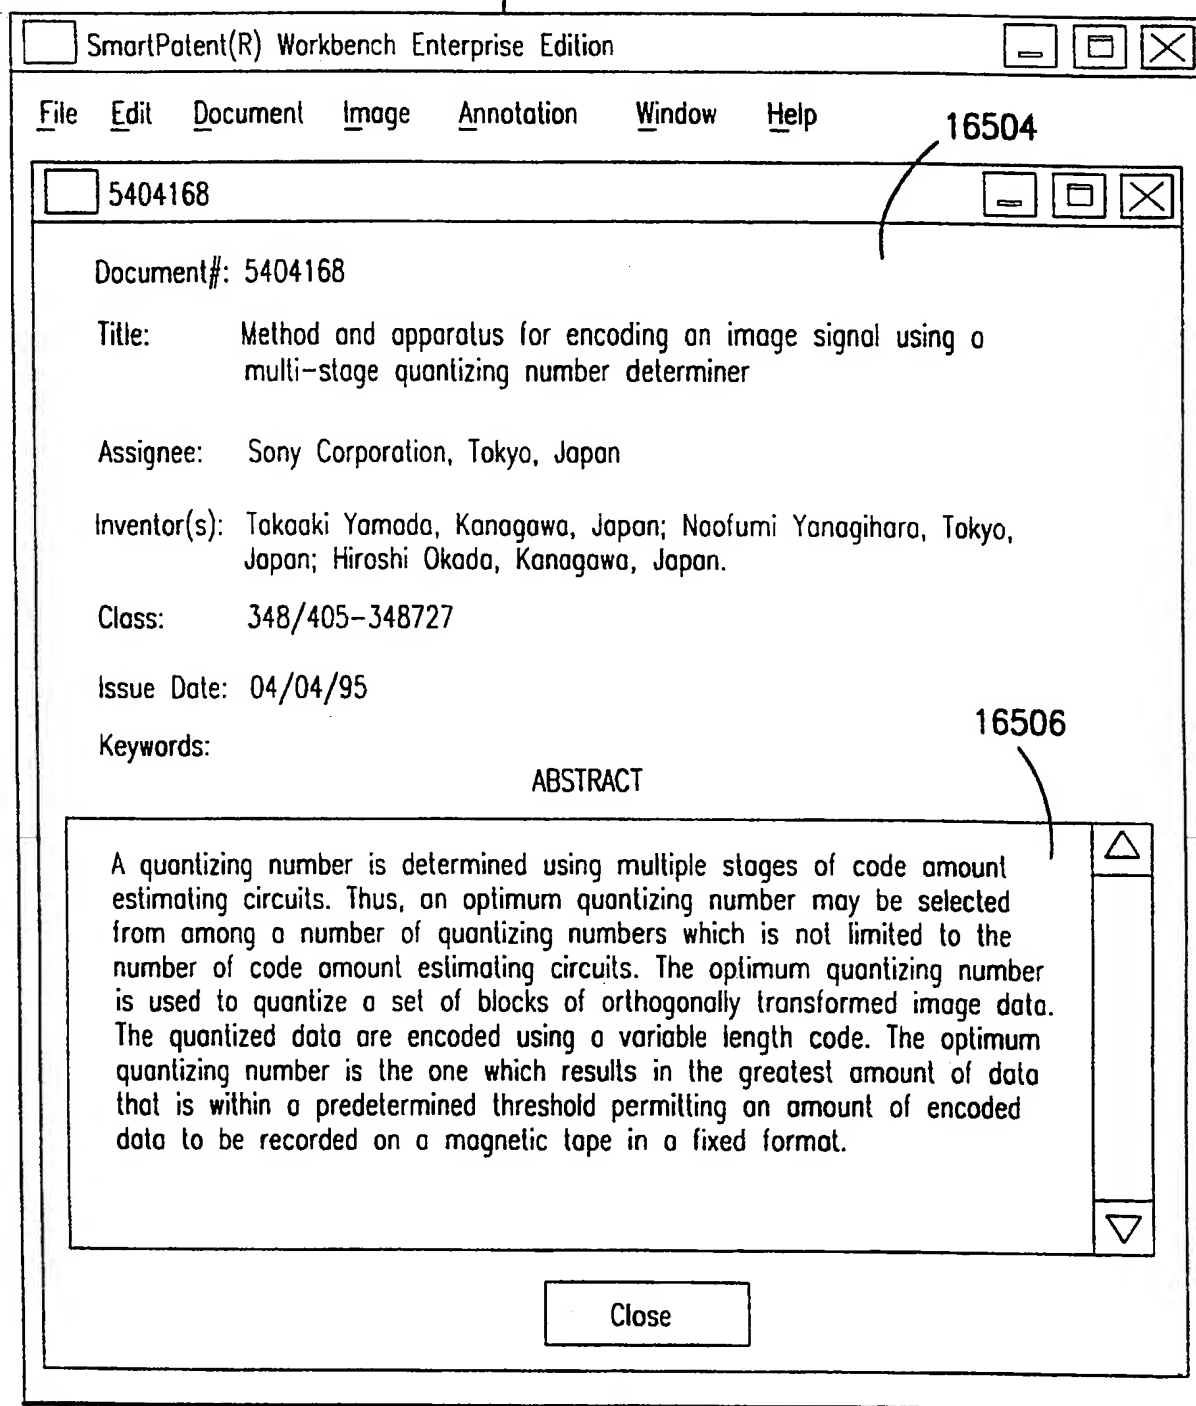 SmartPatent(R) Workbench Enterprise Edition
File Edit Document Image Annotation Window Help
16504
5404168
Document#: 5404168
Title: Method and apparatus for encoding an image signal using a
multi-stage quantizing number determiner
Assignee: Sony Corporation, Tokyo, Japan
Inventor(s): Takaaki Yamada, Kanagawa, Japan; Naofumi Yanagihara, Tokyo,
Japan; Hiroshi Okada, Kanagawa, Japan.
Class: 348/405-348727
Issue Date: 04/04/95
Keywords:
16506
ABSTRACT
A quantizing number is determined using multiple stages of code amount
estimating circuits. Thus, an optimum quantizing number may be selected
from among a number of quantizing numbers which is not limited to the
number of code amount estimating circuits. The optimum quantizing number
is used to quantize a set of blocks of orthogonally transformed image data.
The quantized data are encoded using a variable length code. The optimum
quantizing number is the one which results in the greatest amount of data
that is within a predetermined threshold permitting an amount of encoded
data to be recorded on a magnetic tape in a fixed format.
Close